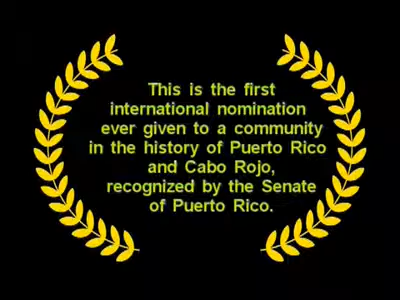 This is the first
international nomination
ever given to a community
in the history of Puerto Rico
and Cabo Rojo,
recognized by the Senate
of Puerto Rico.